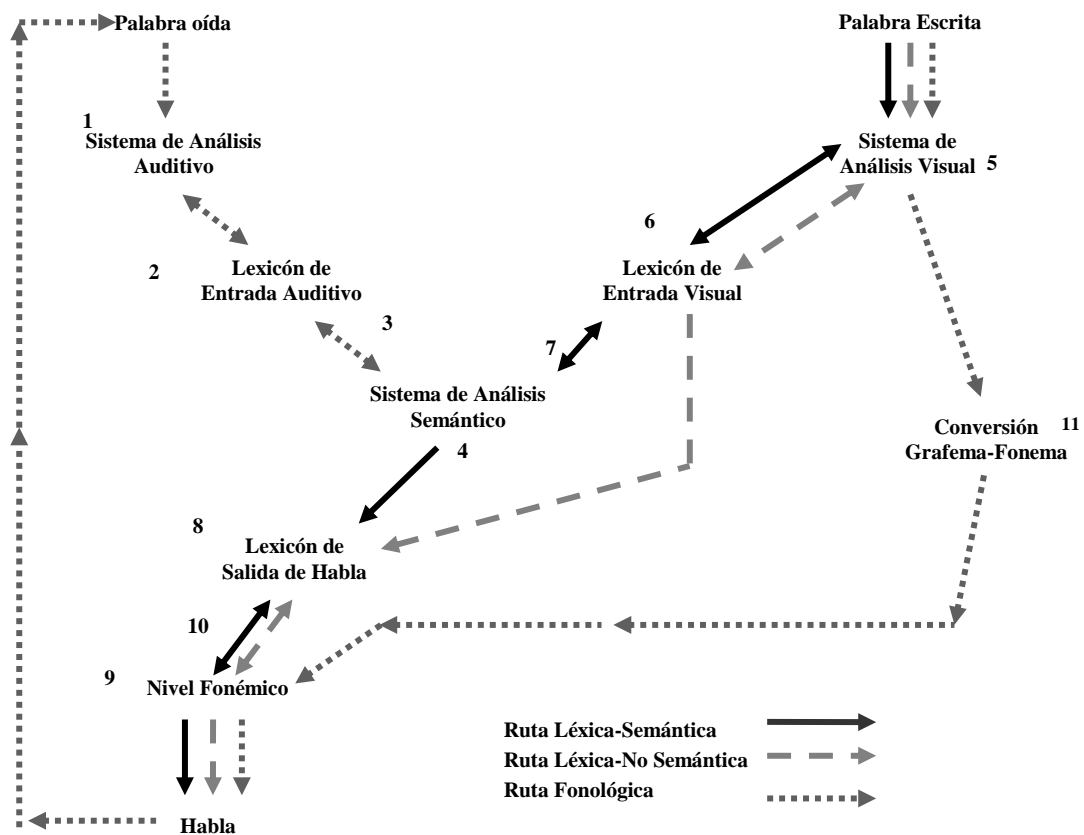 Palabra oída
Palabra Escrita
1
Sistema de Análisis
Auditivo
Sistema de
Análisis Visual 5
6
2
Lexicón de
Entrada Auditivo
Lexicón de
Entrada Visual
3
7
Sistema de Análisis
Semántico
4
Conversión 11
Grafema-Fonema
8
Lexicón de
Salida de Habla
10
9
Nivel Fonémico
Ruta Léxica-Semántica
Ruta Léxica-No Semántica
Ruta Fonológica
Habla